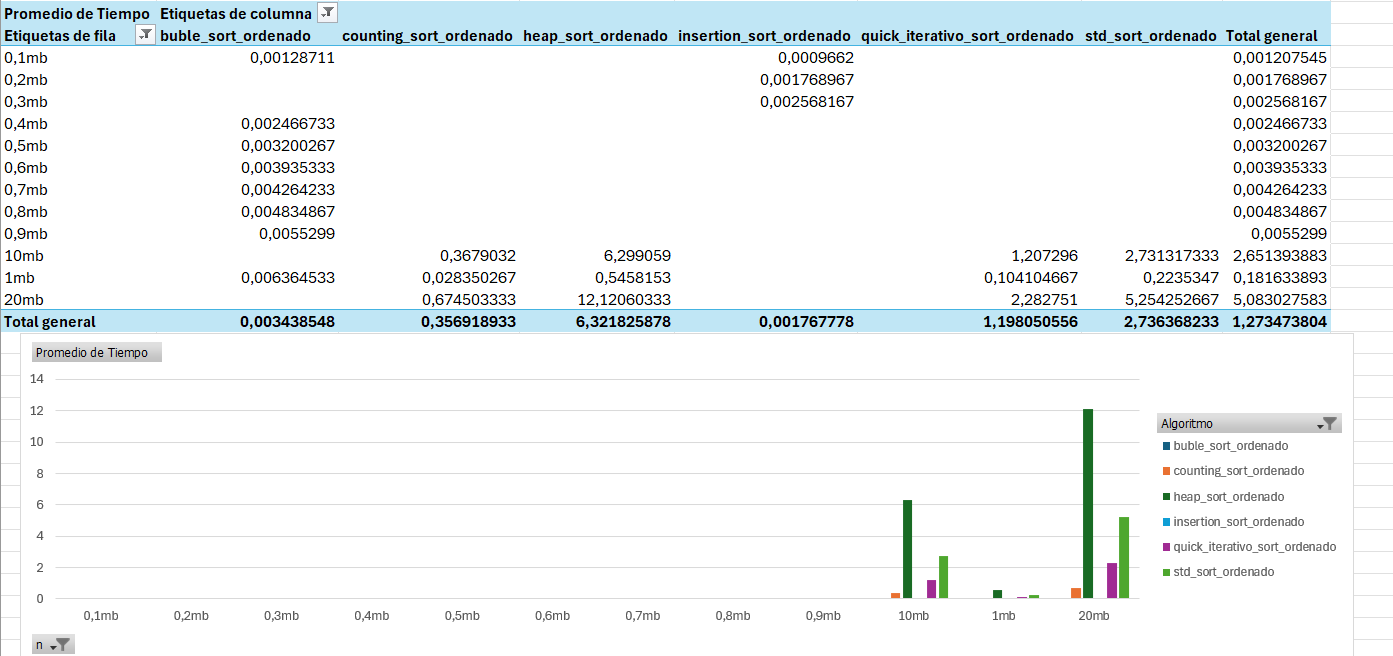 Promedio de Tiempo Etiquetas de columna
Etiquetas de fila buble_sort_ordenado counting_sort_ordenado heap_sort_ordenado insertion_sort_ordenado quick_iterativo_sort_ordenado std_sort_ordenado Total general
0,1mb 0,00128711 0,0009662 0,001207545
0,2mb 0,001768967 0,001768967
0,3mb 0,002568167 0,002568167
0,4mb 0,002466733 0,002466733
0,5mb 0,003200267 0,003200267
0,6mb 0,003935333 0,003935333
0,7mb 0,004264233 0,004264233
0,8mb 0,004834867 0,004834867
0,9mb 0,0055299 0,0055299
10mb 0,3679032 6,299059 1,207296 2,731317333 2,651393883
1mb 0,006364533 0,028350267 0,5458153 0,104104667 0,2235347 0,181633893
20mb 0,674503333 12,12060333 2,282751 5,254252667 5,083027583
Total general 0,003438548 0,356918933 6,321825878 0,001767778 1,198050556 2,736368233 1,273473804
Promedio de Tiempo
14
12
10
8
6
4
2
0
0,1mb 0,2mb 0,3mb 0,4mb 0,5mb 0,6mb 0,7mb 0,8mb 0,9mb 10mb 1mb 20mb
Algoritmo
buble_sort_ordenado
counting_sort_ordenado
heap_sort_ordenado
insertion_sort_ordenado
quick_iterativo_sort_ordenado
std_sort_ordenado
n